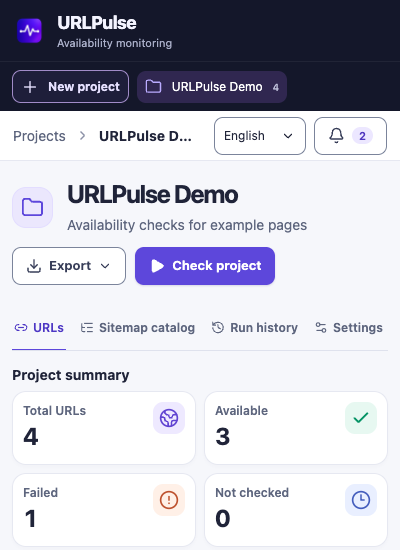 URLPulse
Availability monitoring
New project
URLPulse Demo 4
Projects > URLPulse D...
English
2
URLPulse Demo
Availability checks for example pages
Export
Check project
URLs
Sitemap catalog
Run history
Settings
Project summary
Total URLs
4
Available
3
Failed
1
Not checked
0